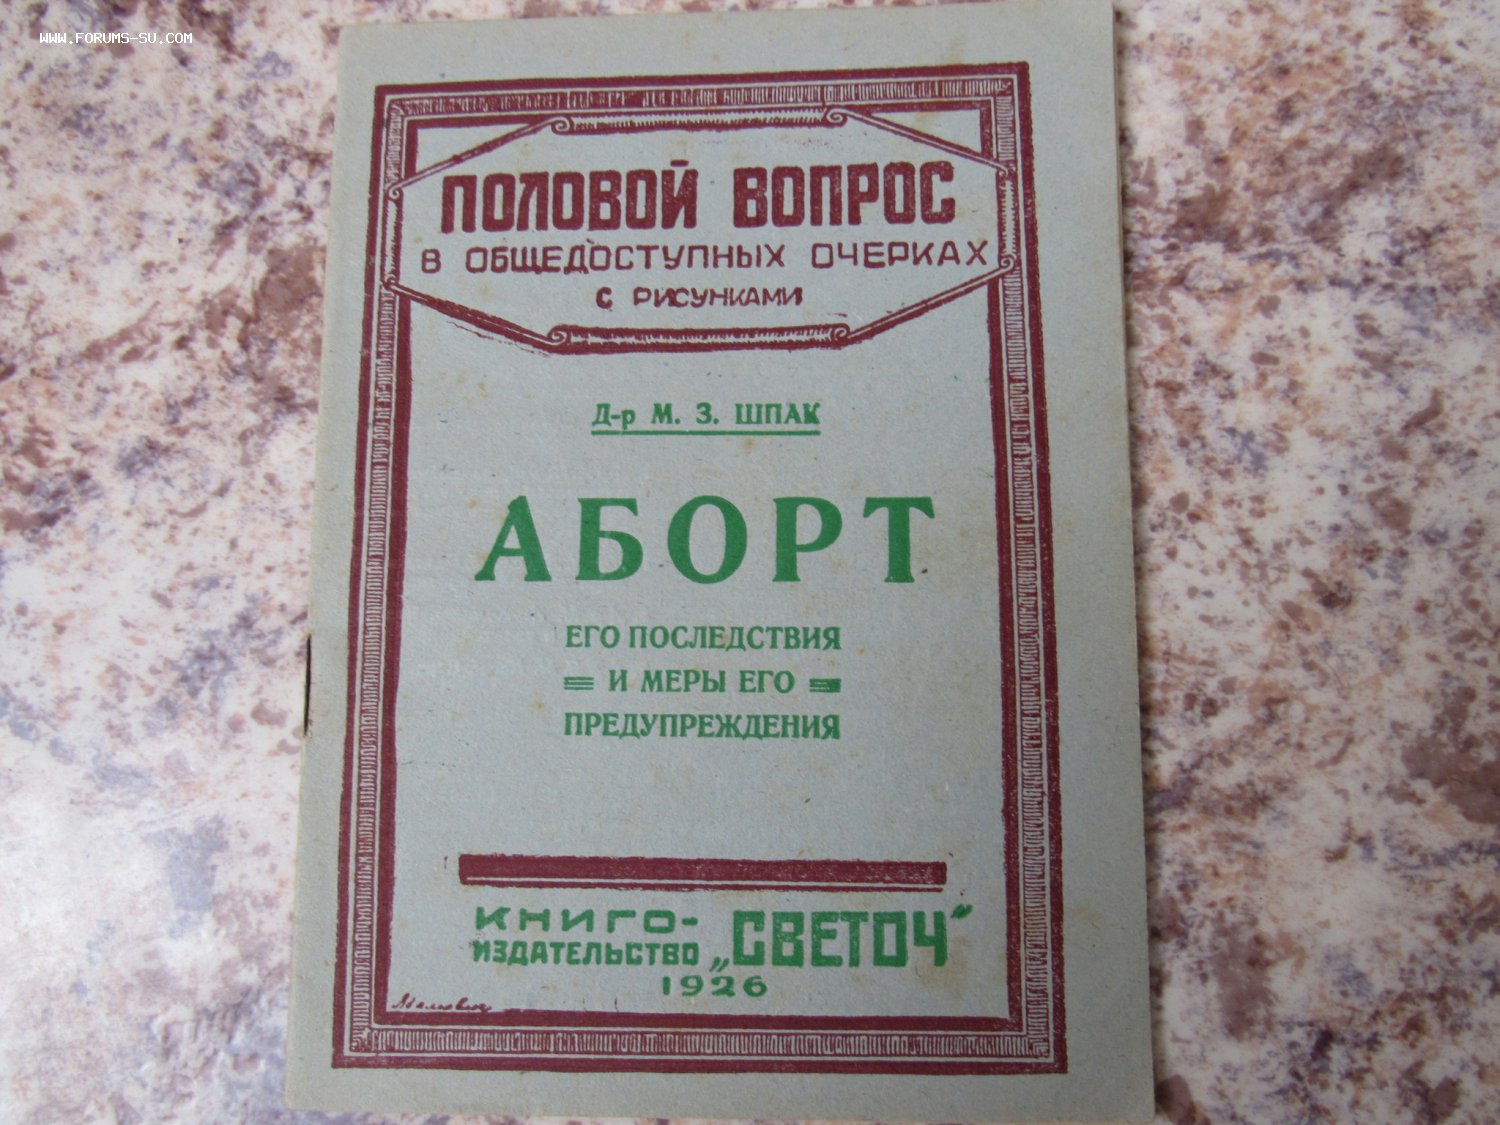 WWW.FORUMS-SU.COM
ПОЛОВОЙ ВОПРОС
В ОБЩЕДОСТУПНЫХ ОЧЕРКАХ
С РИСУНКАМИ
Д-р М. З. ШПАК
АБОРТ
ЕГО ПОСЛЕДСТВИЯ
И МЕРЫ ЕГО
ПРЕДУПРЕЖДЕНИЯ
КНИГО-
ИЗДАТЕЛЬСТВО „СВЕТОЧ“
1926